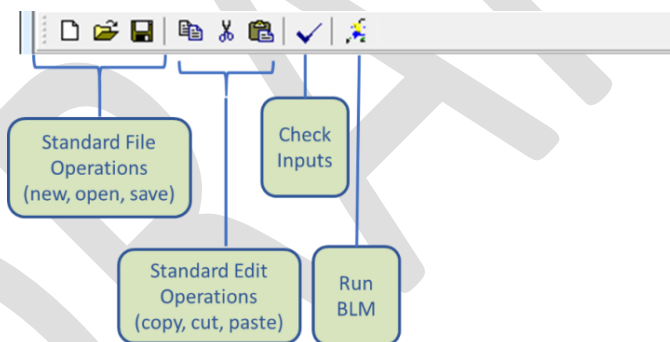 Standard File
Operations
(new, open, save)
Check
Inputs
Standard Edit
Operations
(copy, cut, paste)
Run
BLM